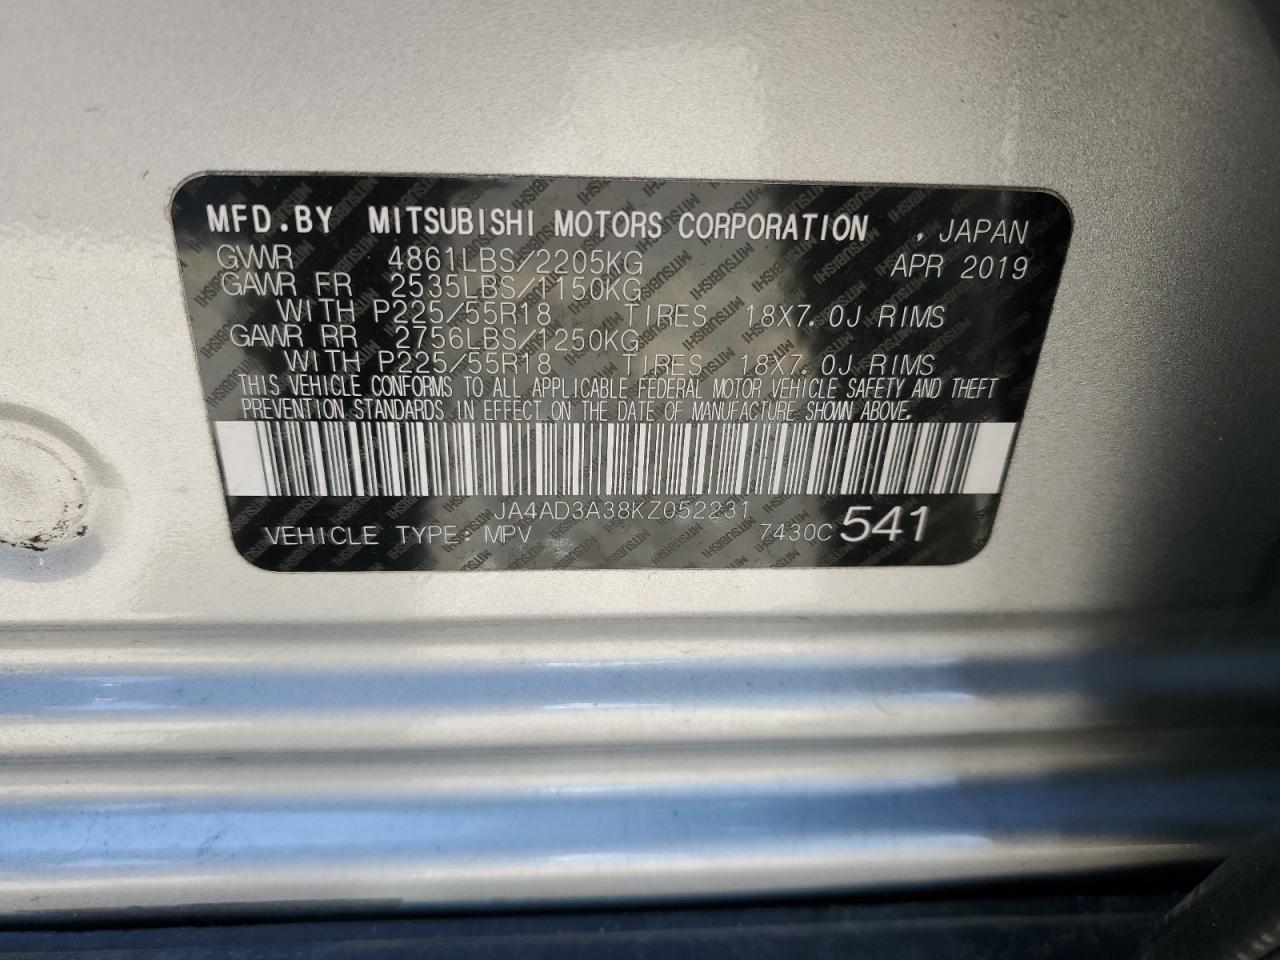 MFD.BY MITSUBISHI MOTORS CORPORATION , JAPAN
GVWR 4861LBS/2205KG APR 2019
GAWR FR 2535LBS/1150KG
WITH P225/55R18 TIRES 18X7.0J RIMS
GAWR RR 2756LBS/1250KG
WITH P225/55R18 TIRES 18X7.0J RIMS
THIS VEHICLE CONFORMS TO ALL APPLICABLE FEDERAL MOTOR VEHICLE SAFETY AND THEFT
PREVENTION STANDARDS IN EFFECT ON THE DATE OF MANUFACTURE SHOWN ABOVE.
JA4AD3A38KZ052231
VEHICLE TYPE: MPV 7430C 541